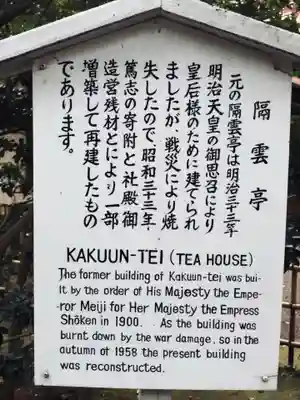 隔雲亭
元の隔雲亭は明治三十三年
明治天皇の御思召により
皇后様のために建てられ
ましたが、戦災により焼
失したので昭和三十三年
篤志の寄附と社殿御
造営残材とにより一部
増築して再建したもの
であります。
KAKUUN-TEI (TEA HOUSE)
The former building of Kakuun-tei was bui-
lt by the order of His Majesty the Empe-
ror Meiji for Her Majesty the Empress
Shôken in 1900. As the building was
burnt down by the war damage, so in the
autumn of 1958 the present building
was reconstructed.